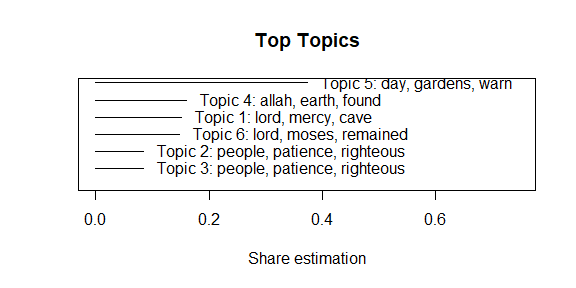 Top Topics
Topic 5: day, gardens, warn
Topic 4: allah, earth, found
Topic 1: lord, mercy, cave
Topic 6: lord, moses, remained
Topic 2: people, patience, righteous
Topic 3: people, patience, righteous
0.0 0.2 0.4 0.6
Share estimation